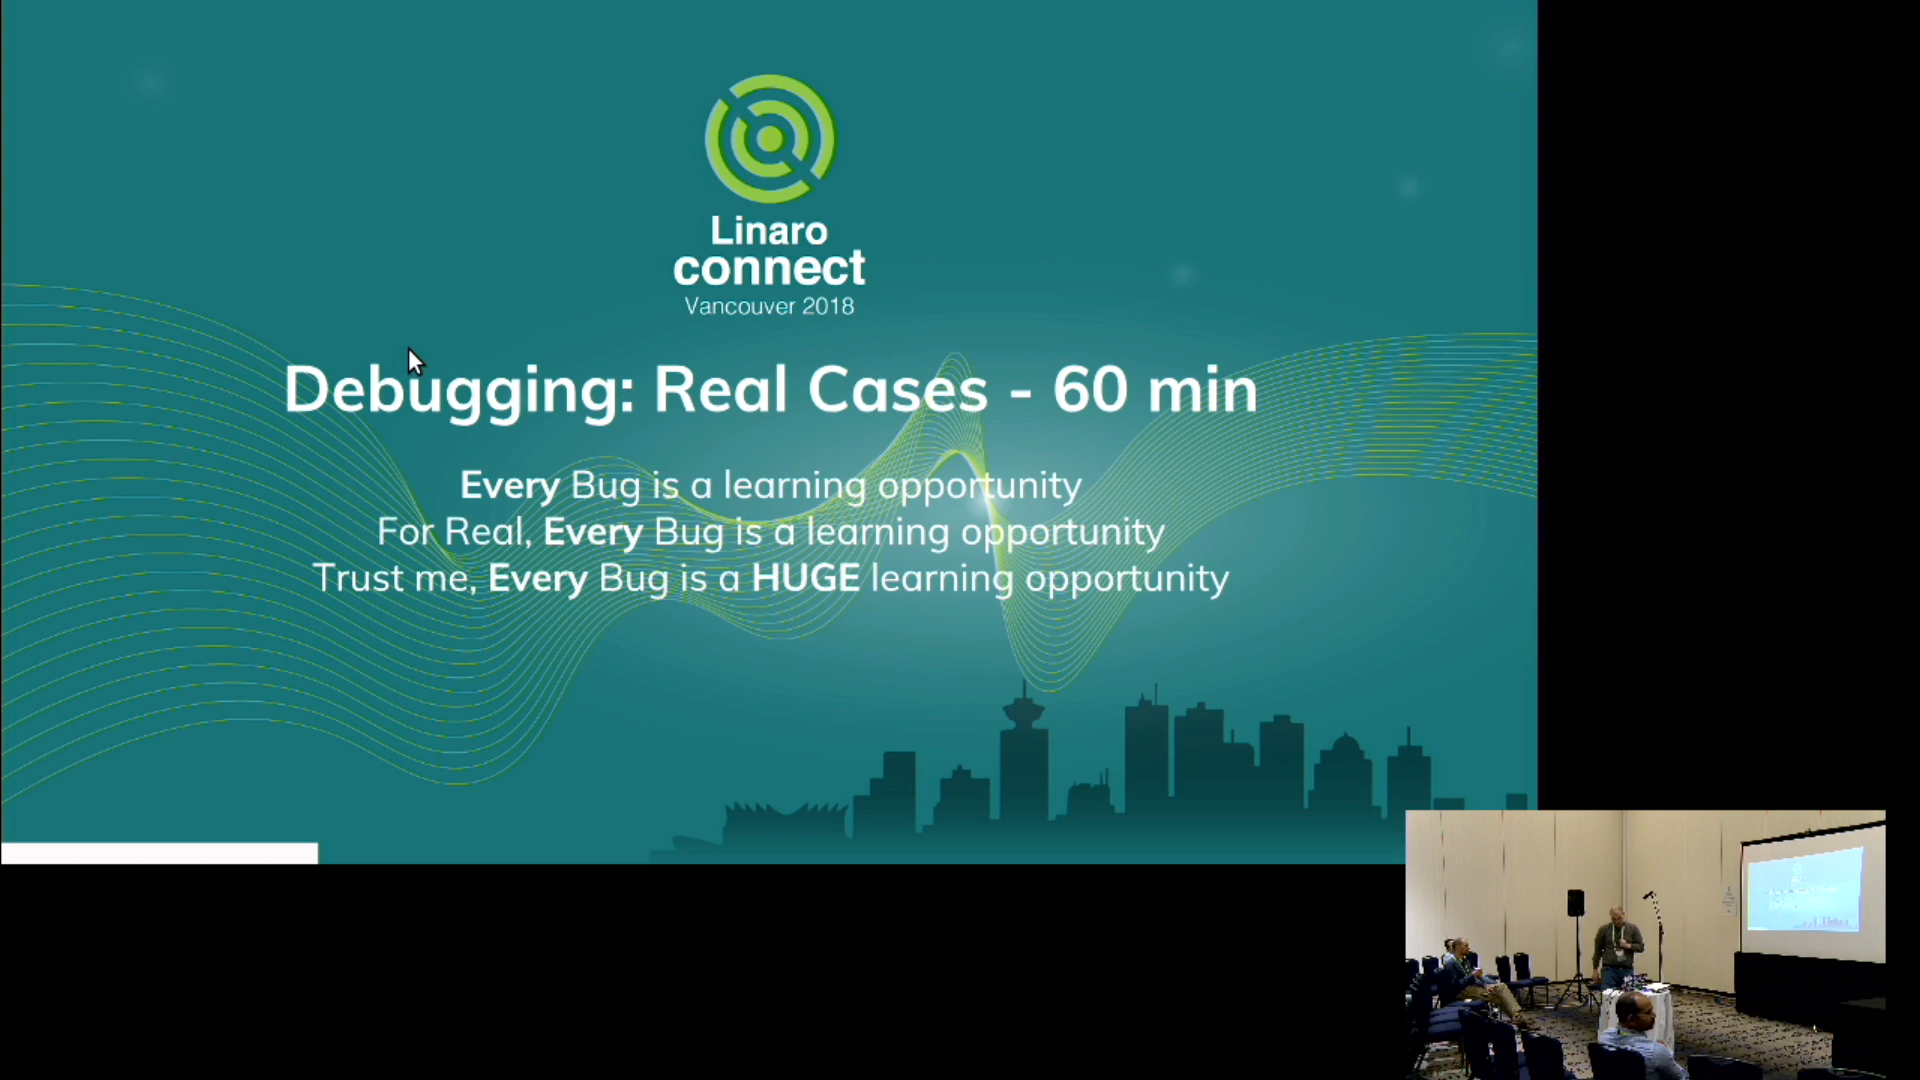 Linaro
connect
Vancouver 2018
Debugging: Real Cases - 60 min
Every Bug is a learning opportunity
For Real, Every Bug is a learning opportunity
Trust me, Every Bug is a HUGE learning opportunity